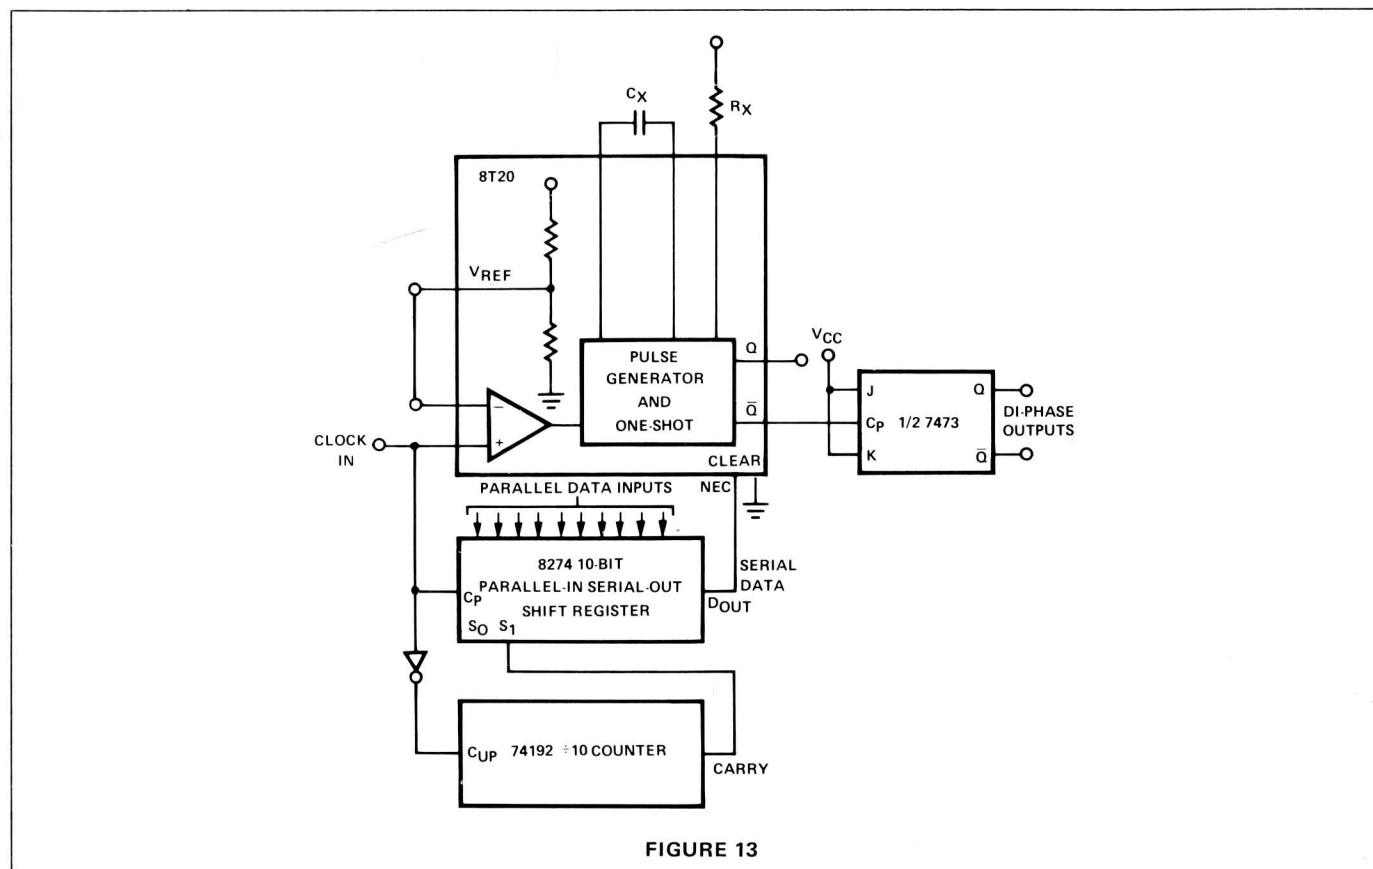 CX
RX
8T20
VREF
PULSE
GENERATOR
AND
ONE-SHOT
Q
Q̅
VCC
J
CP 1/2 7473
K
Q
Q̅
DI-PHASE
OUTPUTS
−
+
CLOCK
IN
CLEAR
NEC
PARALLEL DATA INPUTS
8274 10-BIT
PARALLEL-IN SERIAL-OUT
SHIFT REGISTER
CP
S0 S1
DOUT
SERIAL
DATA
CUP 74192 ÷10 COUNTER
CARRY
FIGURE 13